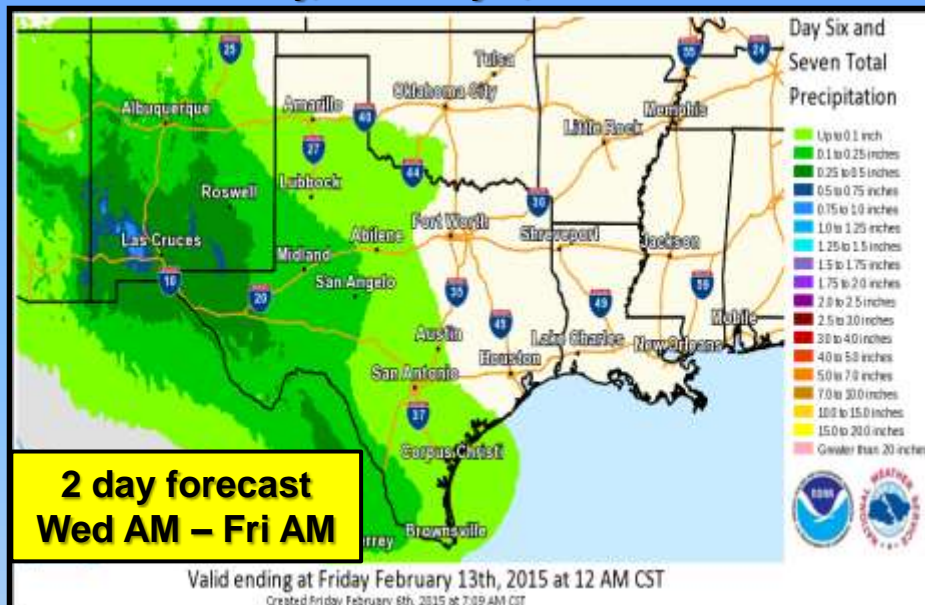 Day Six and
Seven Total
Precipitation
Up to 0.1 inch
0.1 to 0.25 inches
0.25 to 0.5 inches
0.5 to 0.75 inches
0.75 to 1.0 inches
1.0 to 1.25 inches
1.25 to 1.5 inches
1.5 to 1.75 inches
1.75 to 2.0 inches
2.0 to 2.5 inches
2.5 to 3.0 inches
3.0 to 4.0 inches
4.0 to 5.0 inches
5.0 to 7.0 inches
7.0 to 10.0 inches
10.0 to 15.0 inches
15.0 to 20.0 inches
Greater than 20 inches
25
55
24
Tulsa
Albuquerque
Amarillo
40
Oklahoma City
Memphis
Little Rock
27
44
Roswell
Lubbock
30
Las Cruces
Abilene
Fort Worth
Shreveport
Jackson
Midland
10
20
San Angelo
35
45
49
59
Mobile
Austin
Houston
Lake Charles
New Orleans
San Antonio
37
Corpus Christi
Brownsville
rrey
2 day forecast
Wed AM – Fri AM
NOAA
NATIONAL WEATHER SERVICE
Valid ending at Friday February 13th, 2015 at 12 AM CST
Created Friday February 6th, 2015 at 7:09 AM CST